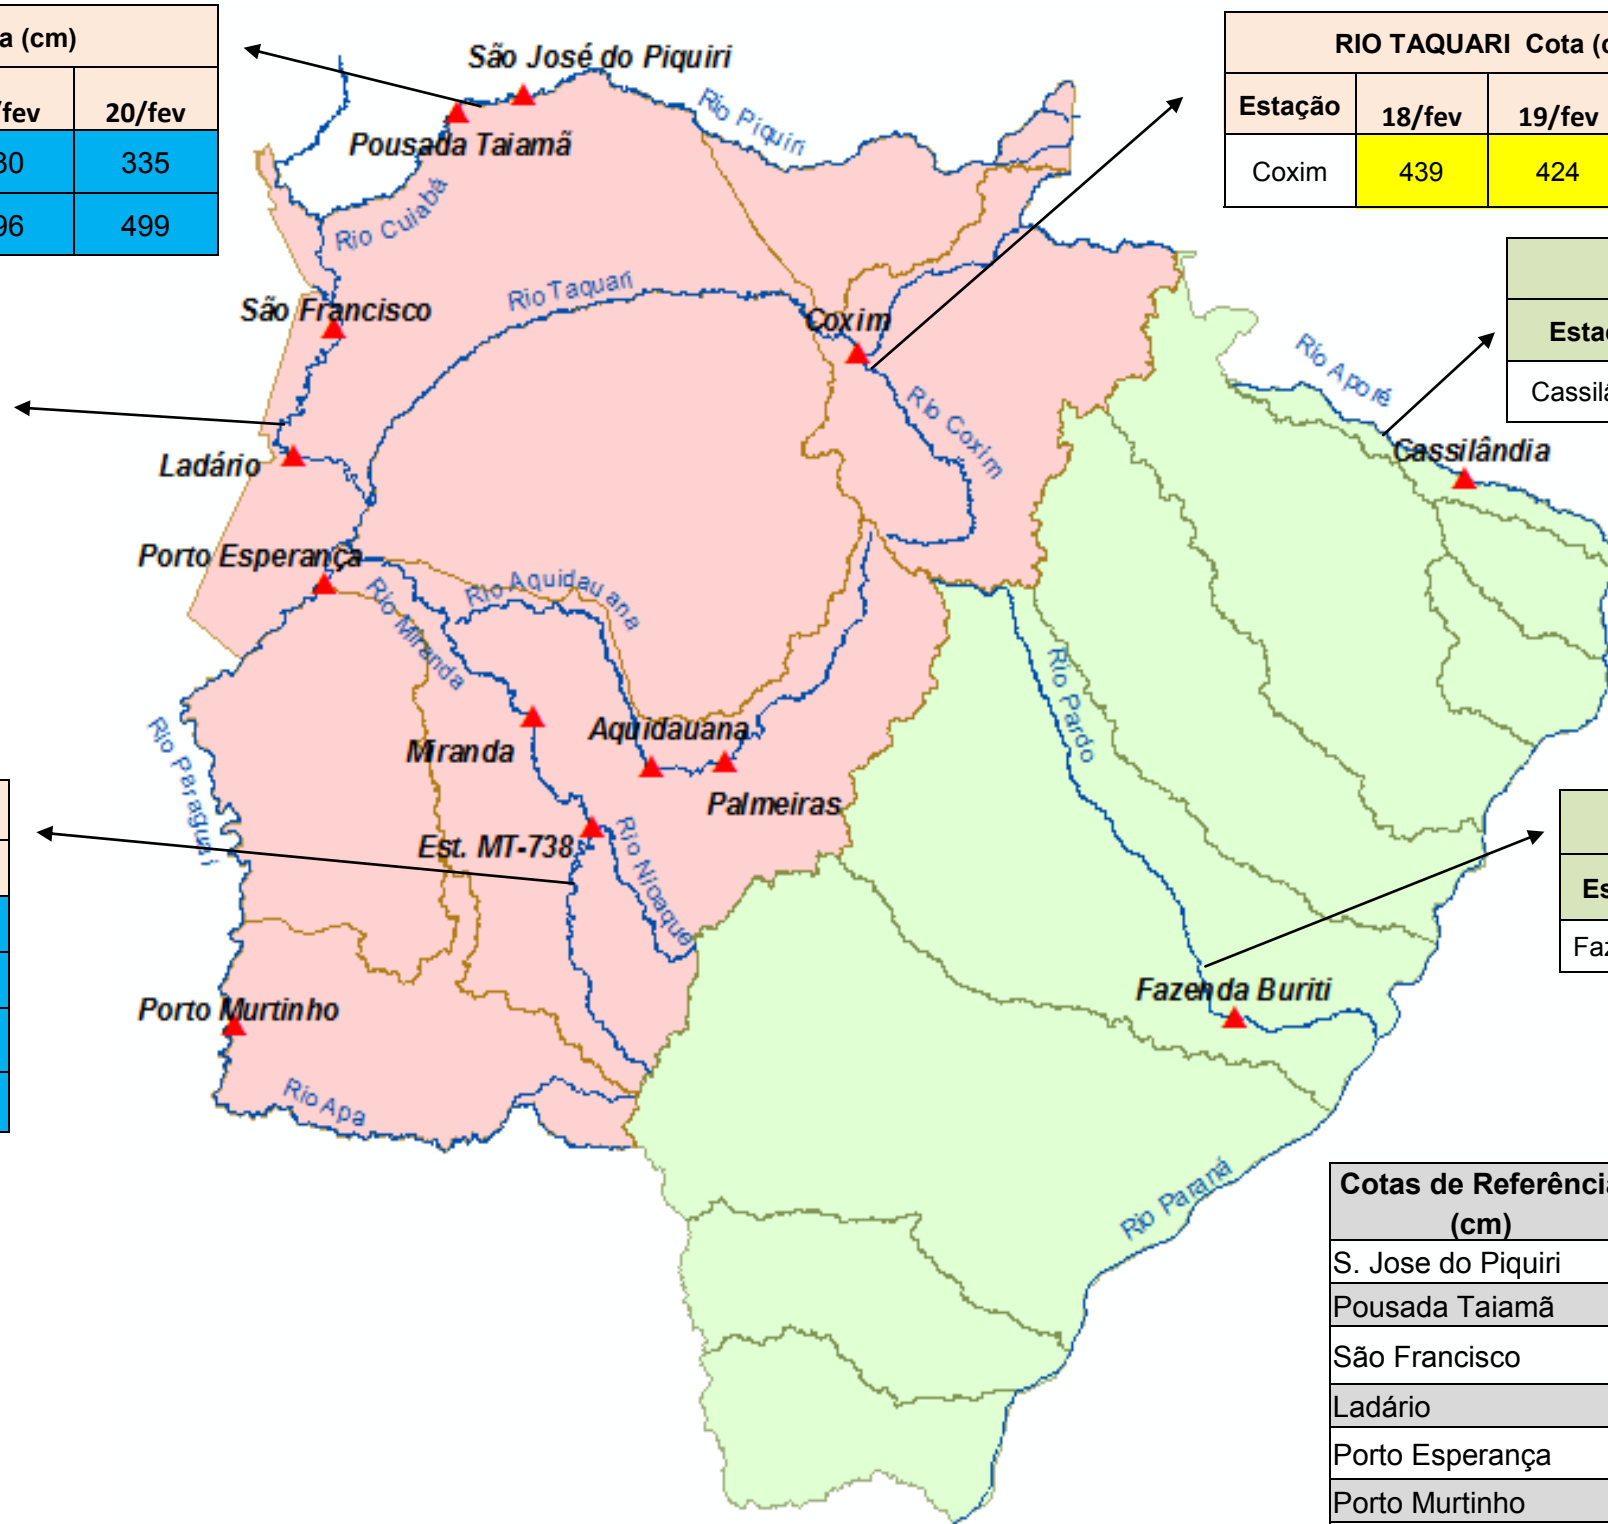 a (cm)
fev 20/fev
30 335
96 499
RIO TAQUARI Cota (c
Estação 18/fev 19/fev
Coxim 439 424
Esta
Cassilâ
Es
Faz
São José do Piquiri
Pousada Taiamã
Rio Piquiri
Rio Cuiabá
São Francisco
Rio Taquari
Coxim
Rio Coxim
Rio Aporé
Cassilândia
Ladário
Porto Esperança
Rio Miranda
Rio Aquidauana
Rio Pardo
Rio Paraguai
Miranda
Aquidauana
Palmeiras
Est. MT-738
Rio Nioaque
Fazenda Buriti
Porto Murtinho
Rio Apa
Rio Paraná
Cotas de Referência
(cm)
S. Jose do Piquiri
Pousada Taiamã
São Francisco
Ladário
Porto Esperança
Porto Murtinho